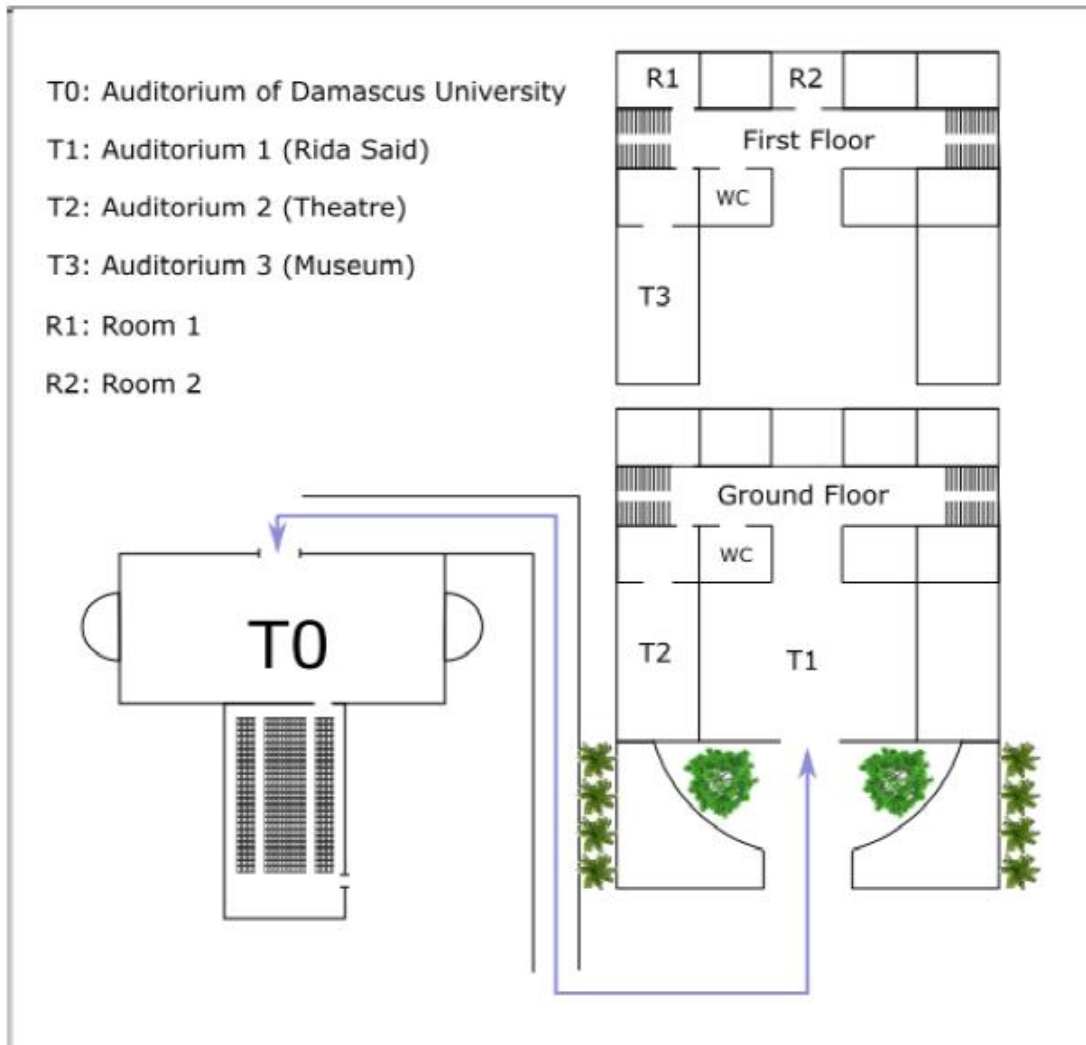 T0: Auditorium of Damascus University
T1: Auditorium 1 (Rida Said)
T2: Auditorium 2 (Theatre)
T3: Auditorium 3 (Museum)
R1: Room 1
R2: Room 2
R1
R2
First Floor
WC
T3
Ground Floor
WC
T2
T1
T0